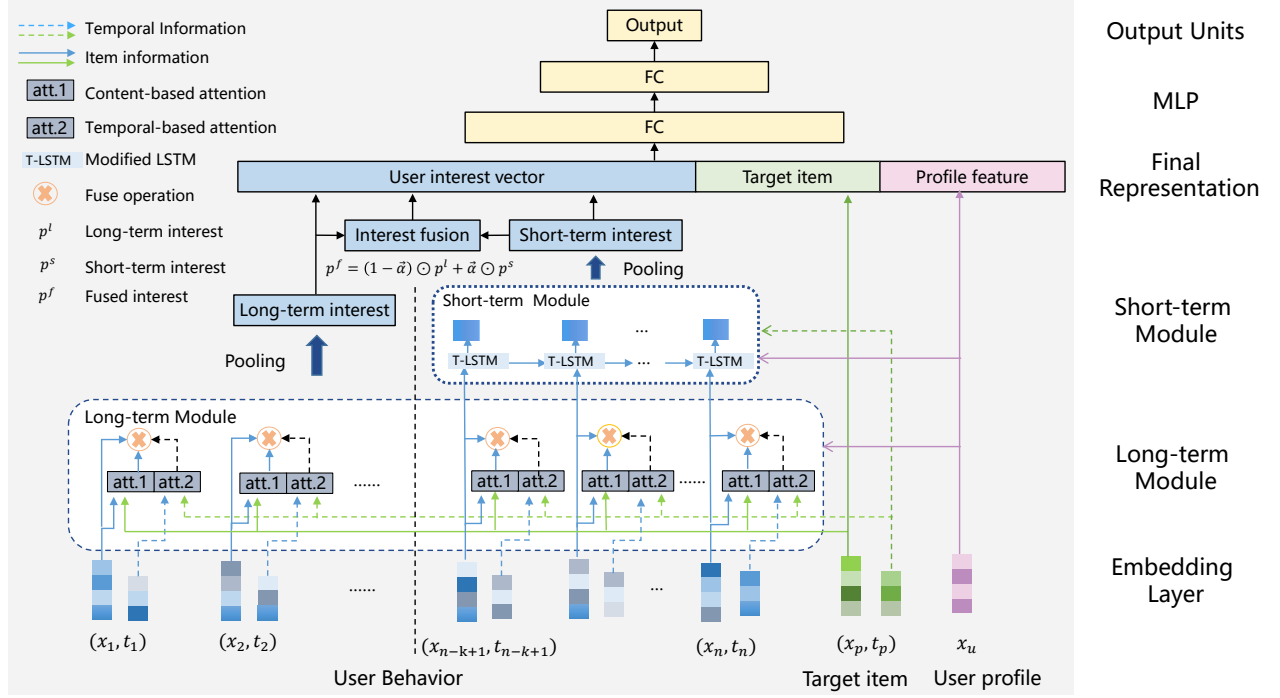 Temporal Information
Item information
att.1 Content-based attention
att.2 Temporal-based attention
T-LSTM Modified LSTM
Fuse operation
p^l Long-term interest
p^s Short-term interest
p^f Fused interest
Output
FC
FC
User interest vector Target item Profile feature
Interest fusion Short-term interest
p^f = (1 − α⃗) ⊙ p^l + α⃗ ⊙ p^s
Pooling
Long-term interest
Pooling
Short-term Module
...
T-LSTM T-LSTM ... T-LSTM
Long-term Module
att.1 att.2 att.1 att.2 ...... att.1 att.2 att.1 att.2 ...... att.1 att.2
...... ...
(x_1, t_1) (x_2, t_2) (x_{n−k+1}, t_{n−k+1}) (x_n, t_n) (x_p, t_p) x_u
User Behavior Target item User profile
Output Units
MLP
Final
Representation
Short-term
Module
Long-term
Module
Embedding
Layer